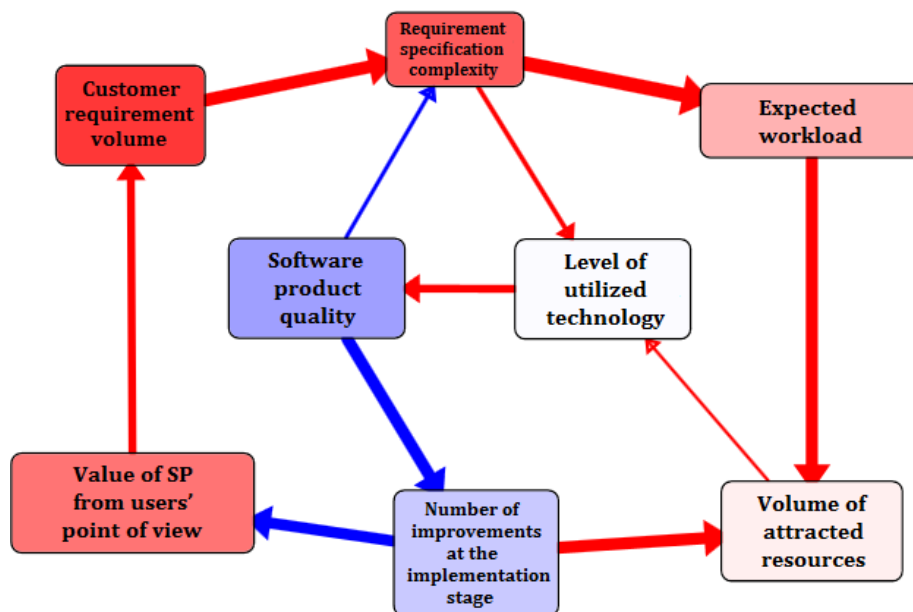 Requirement
specification
complexity
Customer
requirement
volume
Expected
workload
Software
product
quality
Level of
utilized
technology
Value of SP
from users'
point of view
Number of
improvements
at the
implementation
stage
Volume of
attracted
resources